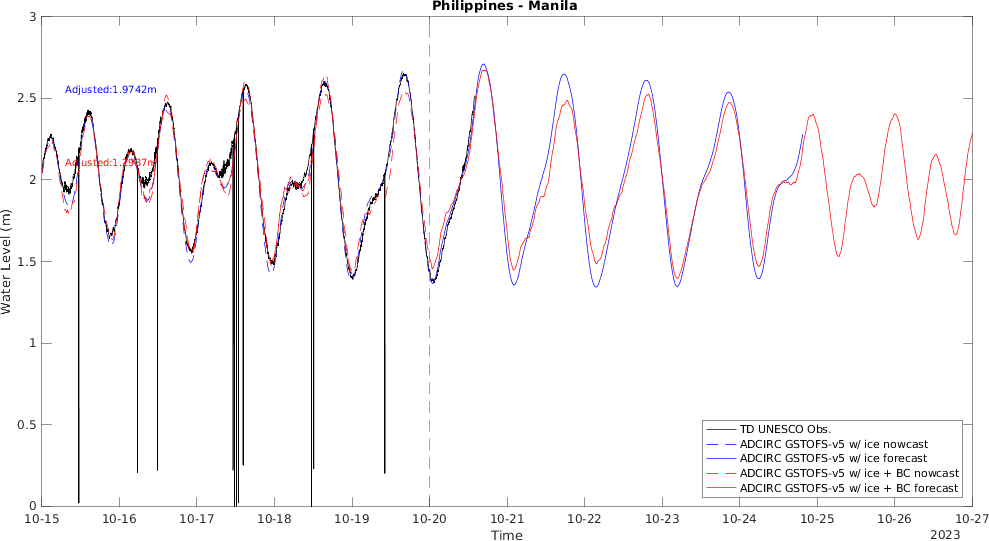 Philippines - Manila
3
2.5
2
1.5
1
0.5
0
Water Level (m)
Adjusted:1.9742m
10-15
10-16
10-17
10-18
10-19
10-20
10-21
10-22
10-23
10-24
10-25
10-26
10-27
Time
2023
TD UNESCO Obs.
ADCIRC GSTOFS-v5 w/ ice nowcast
ADCIRC GSTOFS-v5 w/ ice forecast
ADCIRC GSTOFS-v5 w/ ice + BC nowcast
ADCIRC GSTOFS-v5 w/ ice + BC forecast